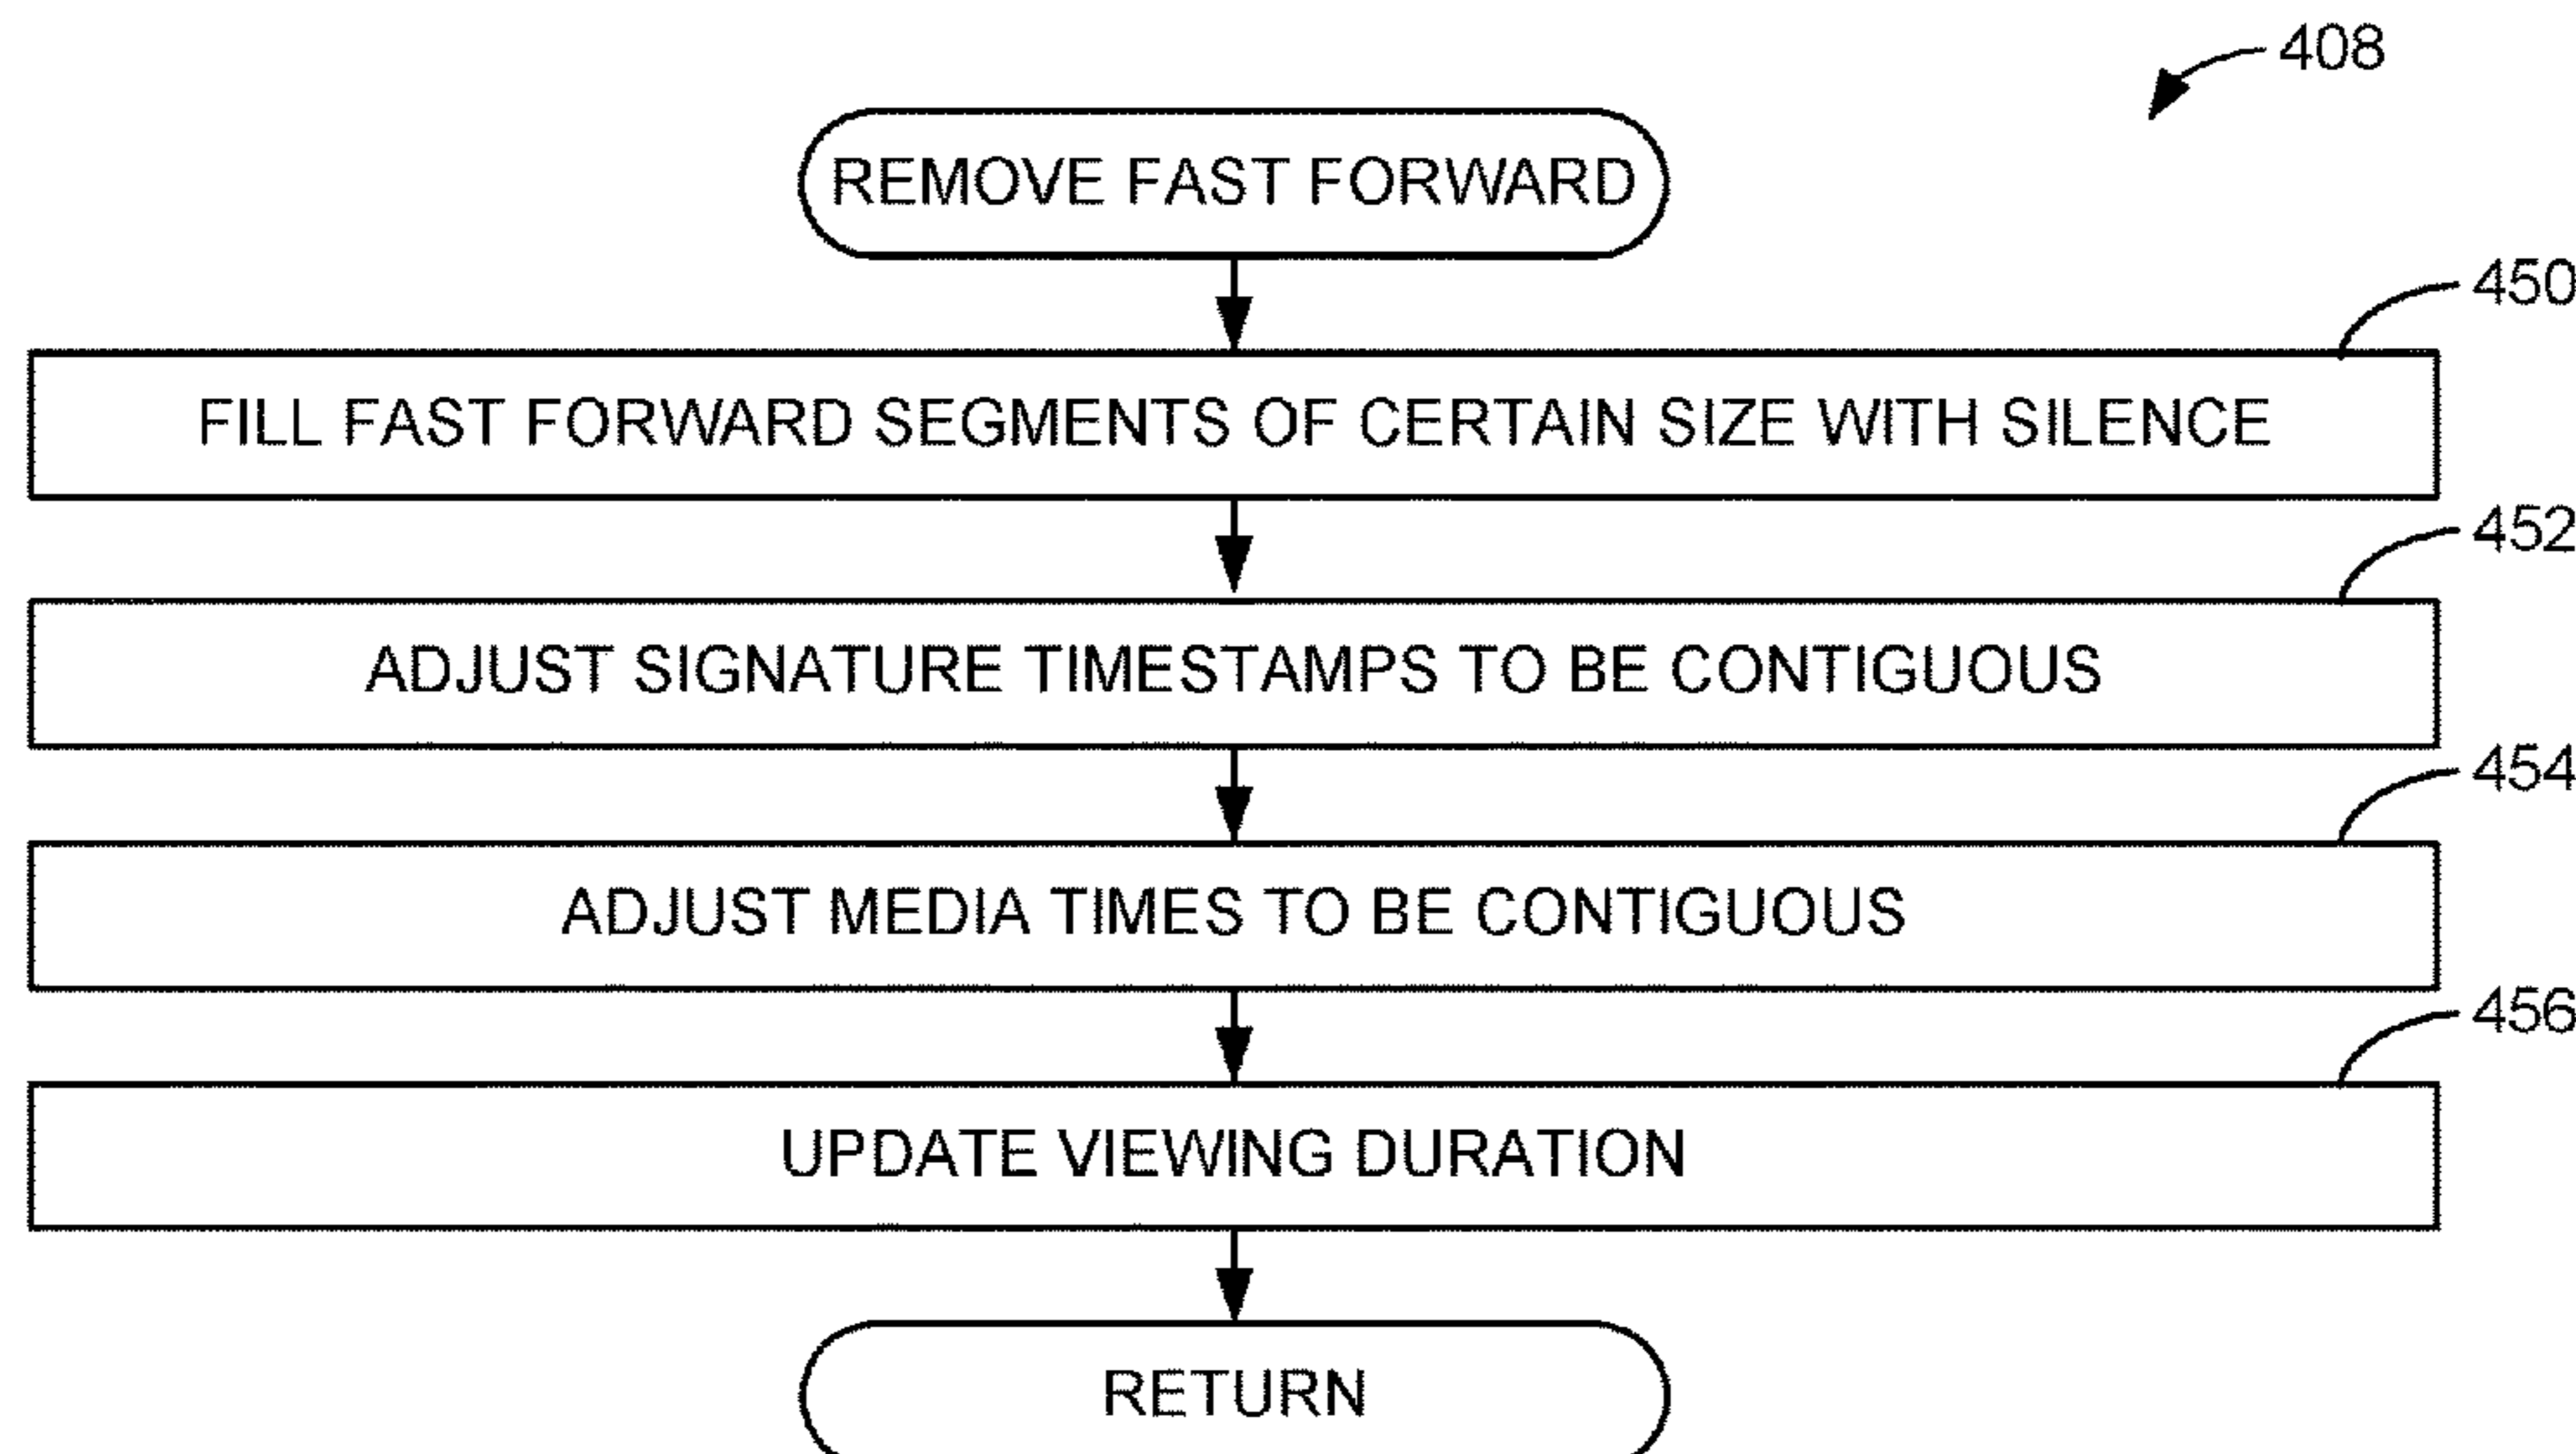 408
REMOVE FAST FORWARD
450
FILL FAST FORWARD SEGMENTS OF CERTAIN SIZE WITH SILENCE
452
ADJUST SIGNATURE TIMESTAMPS TO BE CONTIGUOUS
454
ADJUST MEDIA TIMES TO BE CONTIGUOUS
456
UPDATE VIEWING DURATION
RETURN